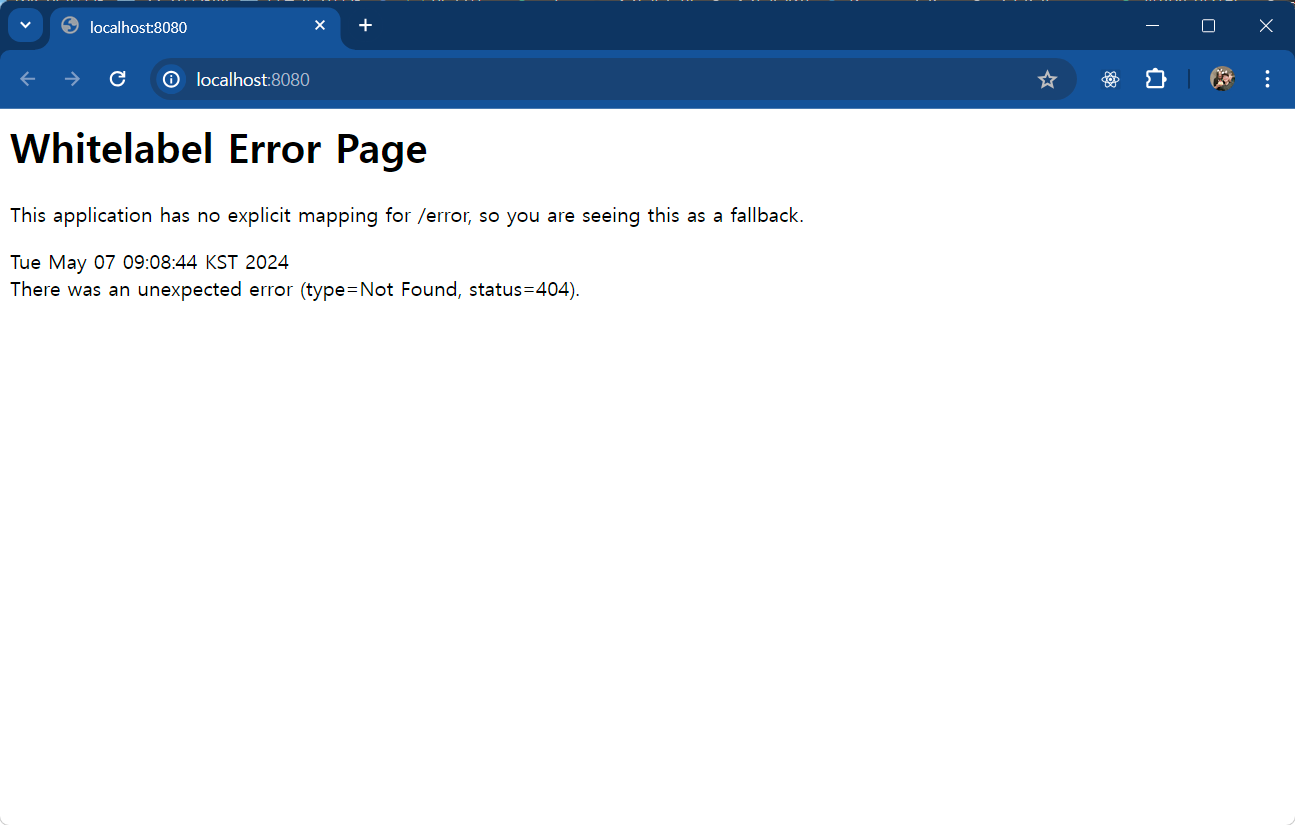 localhost:8080
localhost:8080
Whitelabel Error Page
This application has no explicit mapping for /error, so you are seeing this as a fallback.
Tue May 07 09:08:44 KST 2024
There was an unexpected error (type=Not Found, status=404).